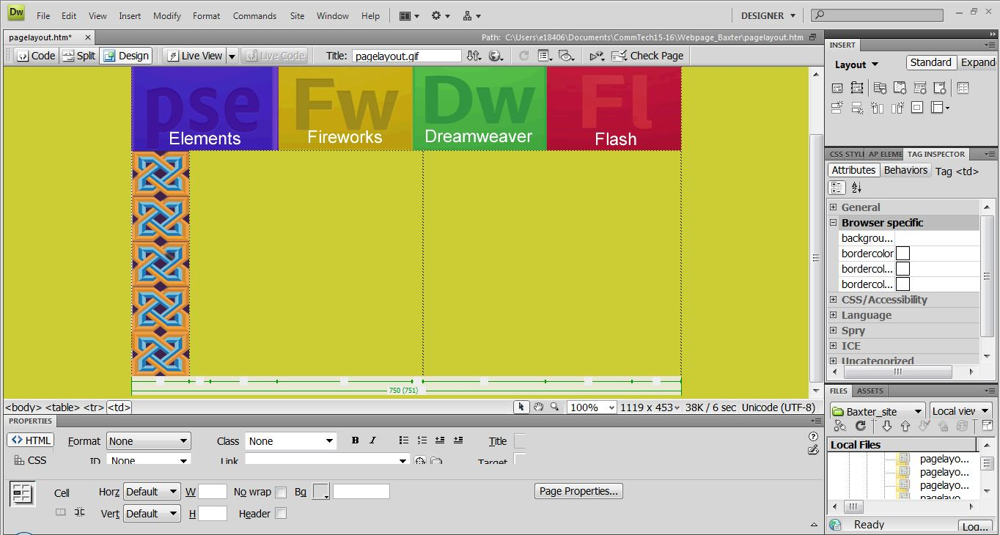 Dw File Edit View Insert Modify Format Commands Site Window Help DESIGNER
pagelayout.htm* Path: C:\Users\e18406\Documents\CommTech15-16\Webpage_Baxter\pagelayout.htm
Code Split Design Live View Live Code Title: pagelayout.gif Check Page
pse Fw Dw Fl
Elements Fireworks Dreamweaver Flash
750 (751)
<body> <table> <tr> <td> 100% 1119 x 453 38K / 6 sec Unicode (UTF-8)
INSERT
Layout Standard Expand
CSS STYL AP ELEME TAG INSPECTOR
Attributes Behaviors Tag <td>
General
Browser specific
backgrou...
bordercolor
bordercol...
bordercol...
CSS/Accessibility
Language
Spry
ICE
Uncategorized
FILES ASSETS
Baxter_site Local view
Local Files
pagelayo...
pagelayo...
pagelayo...
pagelayo...
Ready Log...
PROPERTIES
HTML Format None Class None B I Title
CSS ID None Link Target
Cell Horz Default W No wrap Bg Page Properties...
Vert Default H Header